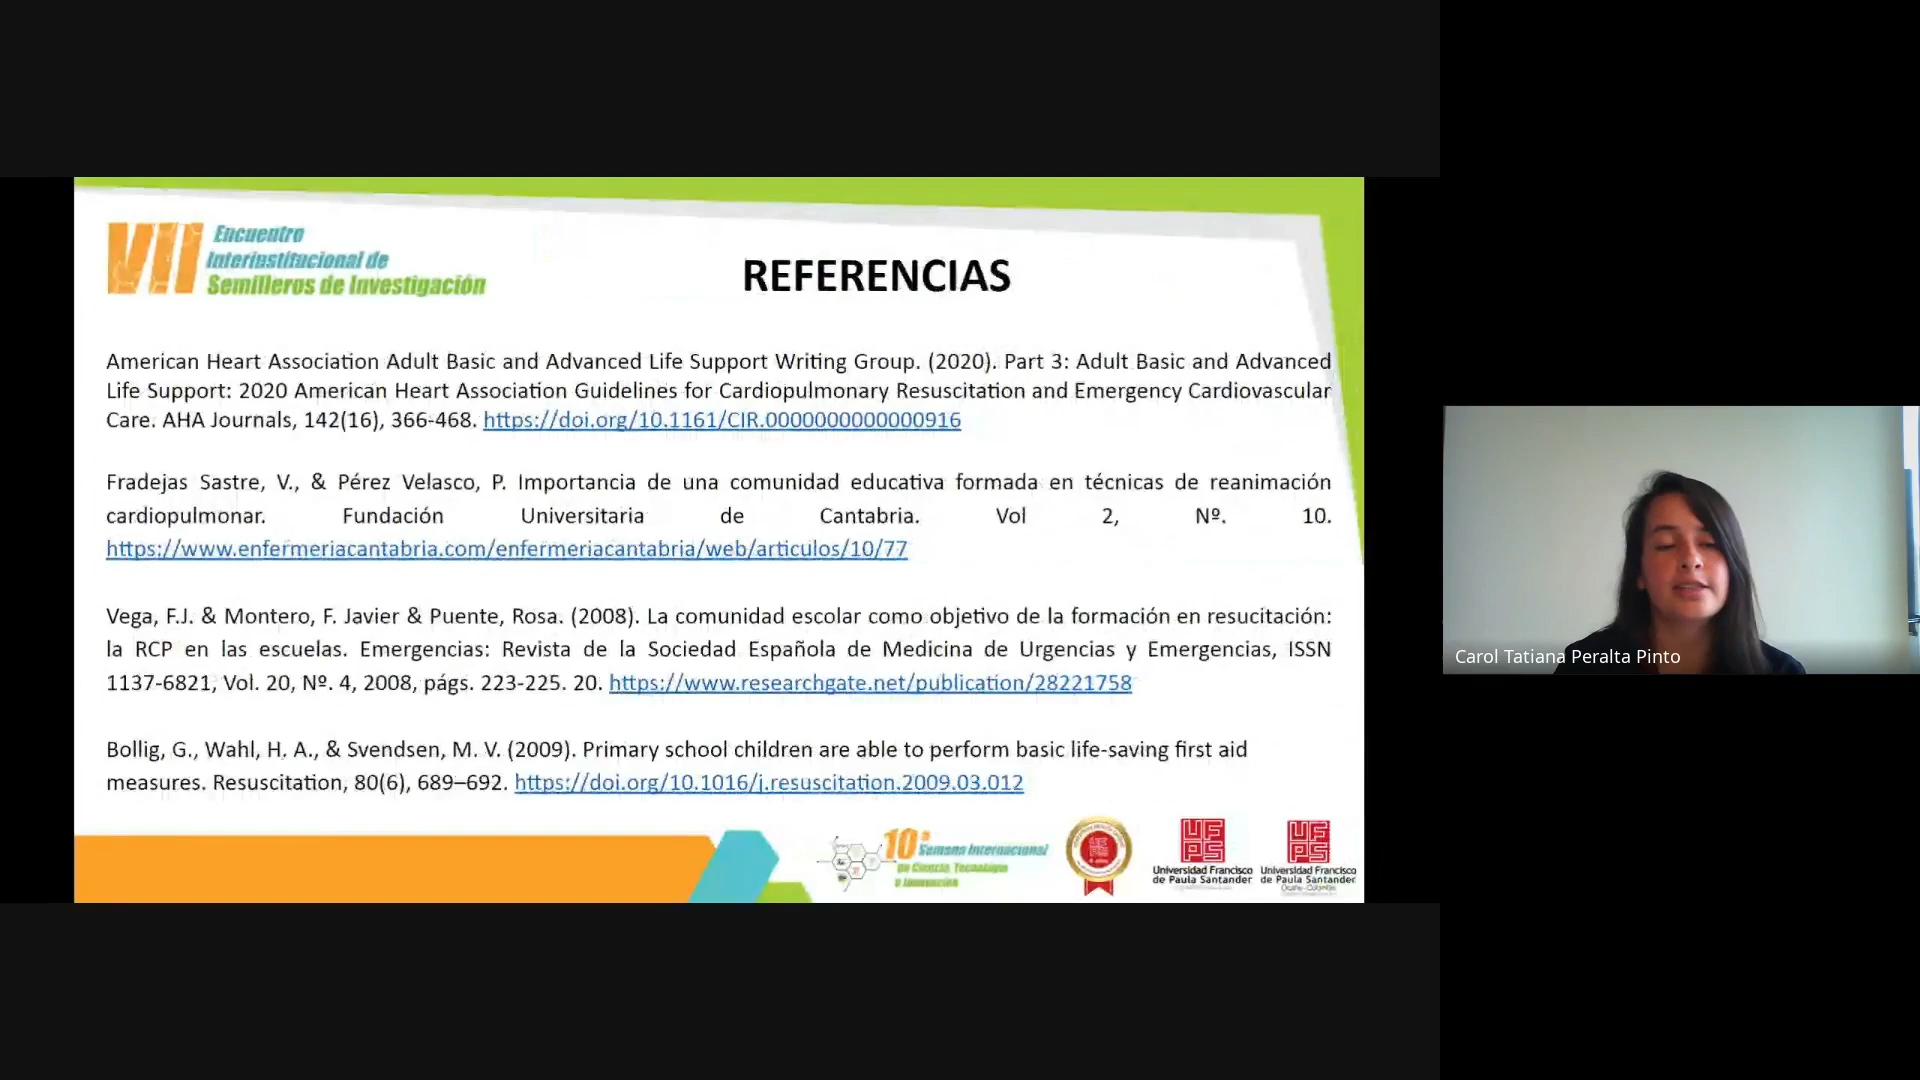 VII Encuentro
Interinstitucional de
Semilleros de Investigación
REFERENCIAS
American Heart Association Adult Basic and Advanced Life Support Writing Group. (2020). Part 3: Adult Basic and Advanced
Life Support: 2020 American Heart Association Guidelines for Cardiopulmonary Resuscitation and Emergency Cardiovascular
Care. AHA Journals, 142(16), 366-468. https://doi.org/10.1161/CIR.0000000000000916
Fradejas Sastre, V., & Pérez Velasco, P. Importancia de una comunidad educativa formada en técnicas de reanimación
cardiopulmonar. Fundación Universitaria de Cantabria. Vol 2, Nº. 10.
https://www.enfermeriacantabria.com/enfermeriacantabria/web/articulos/10/77
Vega, F.J. & Montero, F. Javier & Puente, Rosa. (2008). La comunidad escolar como objetivo de la formación en resucitación:
la RCP en las escuelas. Emergencias: Revista de la Sociedad Española de Medicina de Urgencias y Emergencias, ISSN
1137-6821, Vol. 20, Nº. 4, 2008, págs. 223-225. 20. https://www.researchgate.net/publication/28221758
Bollig, G., Wahl, H. A., & Svendsen, M. V. (2009). Primary school children are able to perform basic life-saving first aid
measures. Resuscitation, 80(6), 689–692. https://doi.org/10.1016/j.resuscitation.2009.03.012
10ª Semana Internacional
de Ciencia, Tecnología
e Innovación
UFPS
Universidad Francisco
de Paula Santander
UFPS
Universidad Francisco
de Paula Santander
Ocaña - Colombia
Carol Tatiana Peralta Pinto